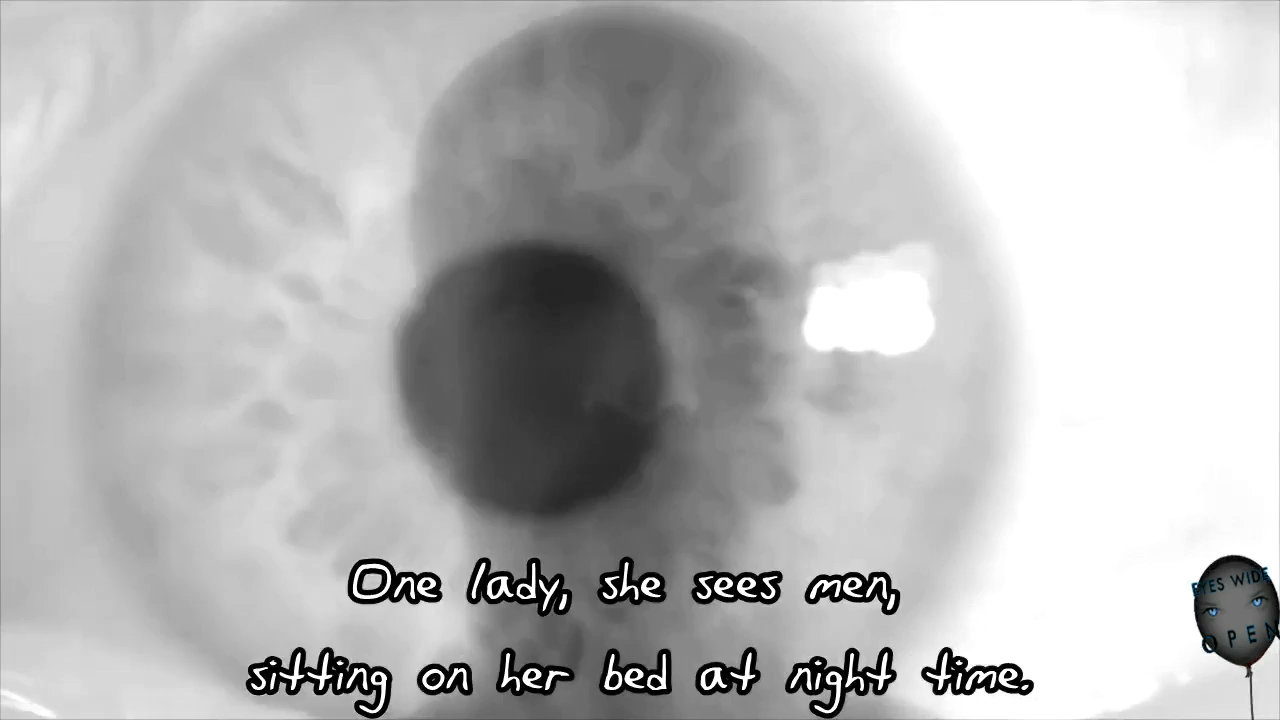 One lady, she sees men,
sitting on her bed at night time.
EYES WIDE
OPEN